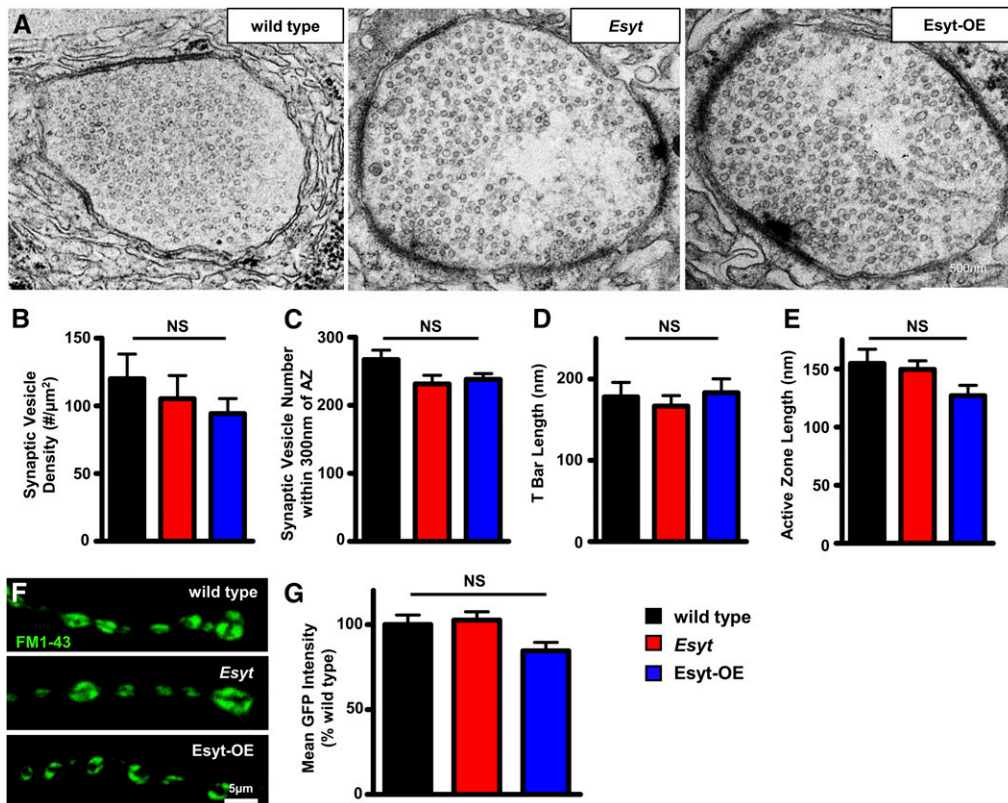 A
wild type
Esyt
Esyt-OE
500nm
B
NS
Synaptic Vesicle
Density (#/µm²)
150
100
50
0
C
NS
Synaptic Vesicle Number
within 300nm of AZ
300
200
100
0
D
NS
T Bar Length (nm)
200
100
0
E
NS
Active Zone Length (nm)
150
100
50
0
F
wild type
FM1-43
Esyt
Esyt-OE
5µm
G
NS
Mean GFP Intensity
(% wild type)
100
50
0
wild type
Esyt
Esyt-OE